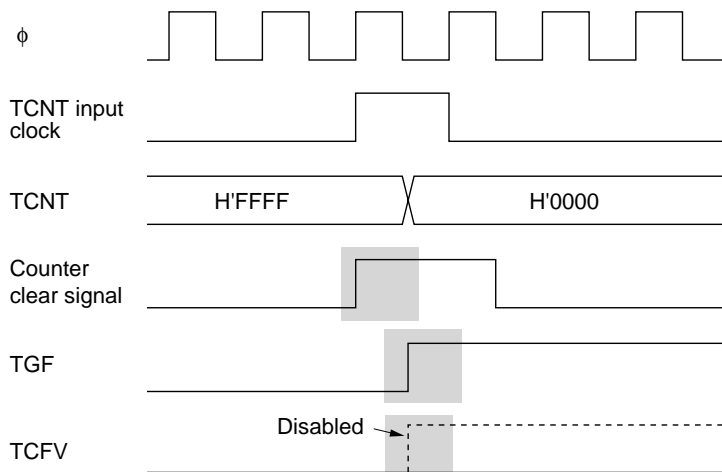 ϕ
TCNT input
clock
TCNT
H'FFFF
H'0000
Counter
clear signal
TGF
Disabled
TCFV